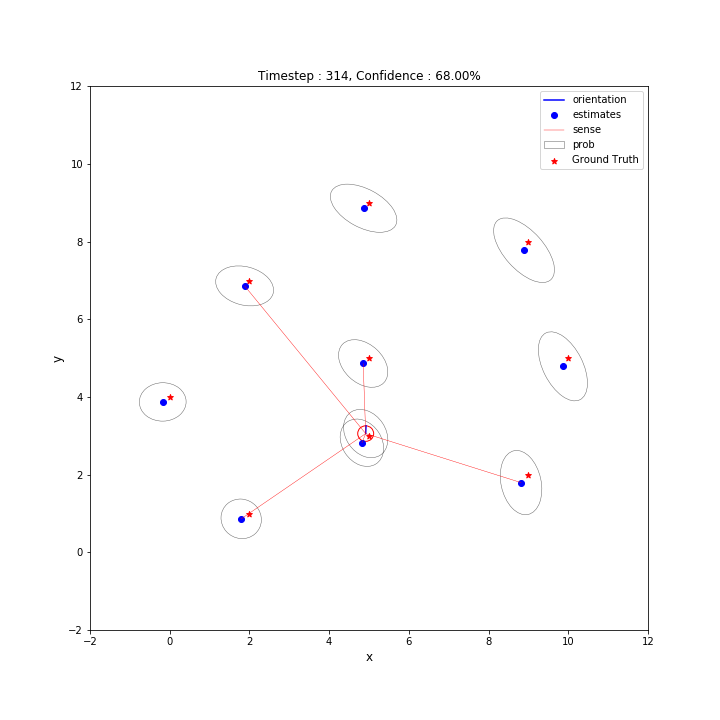 Timestep : 314, Confidence : 68.00%
orientation
estimates
sense
prob
Ground Truth
12
10
8
6
4
2
0
−2
y
−2 0 2 4 6 8 10 12
x